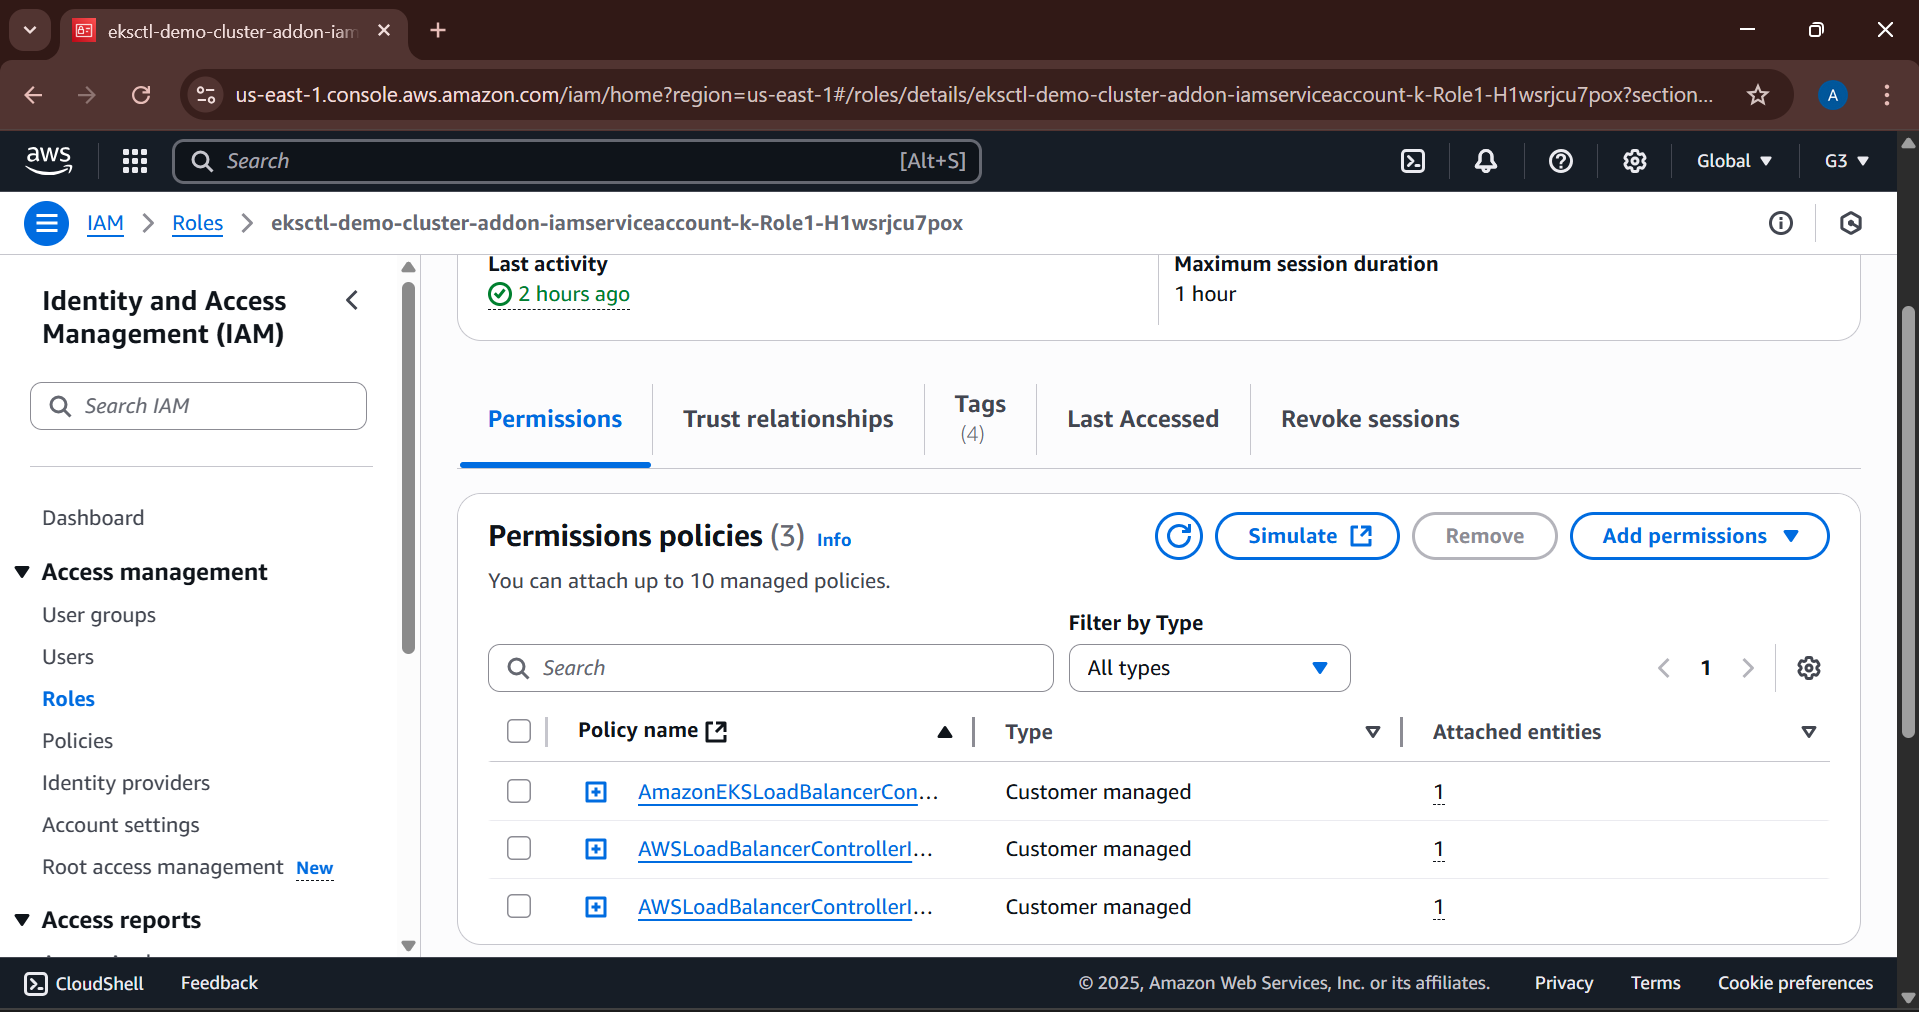 eksctl-demo-cluster-addon-iam
us-east-1.console.aws.amazon.com/iam/home?region=us-east-1#/roles/details/eksctl-demo-cluster-addon-iamserviceaccount-k-Role1-H1wsrjcu7pox?section...
A
aws
Search [Alt+S]
Global
G3
IAM > Roles > eksctl-demo-cluster-addon-iamserviceaccount-k-Role1-H1wsrjcu7pox
Identity and Access
Management (IAM)
Search IAM
Dashboard
Access management
User groups
Users
Roles
Policies
Identity providers
Account settings
Root access management New
Access reports
Last activity
2 hours ago
Maximum session duration
1 hour
Permissions
Trust relationships
Tags
(4)
Last Accessed
Revoke sessions
Permissions policies (3) Info
You can attach up to 10 managed policies.
Simulate
Remove
Add permissions
Filter by Type
Search
All types
1
Policy name Type Attached entities
AmazonEKSLoadBalancerCon... Customer managed 1
AWSLoadBalancerControllerI... Customer managed 1
AWSLoadBalancerControllerI... Customer managed 1
CloudShell Feedback
© 2025, Amazon Web Services, Inc. or its affiliates. Privacy Terms Cookie preferences